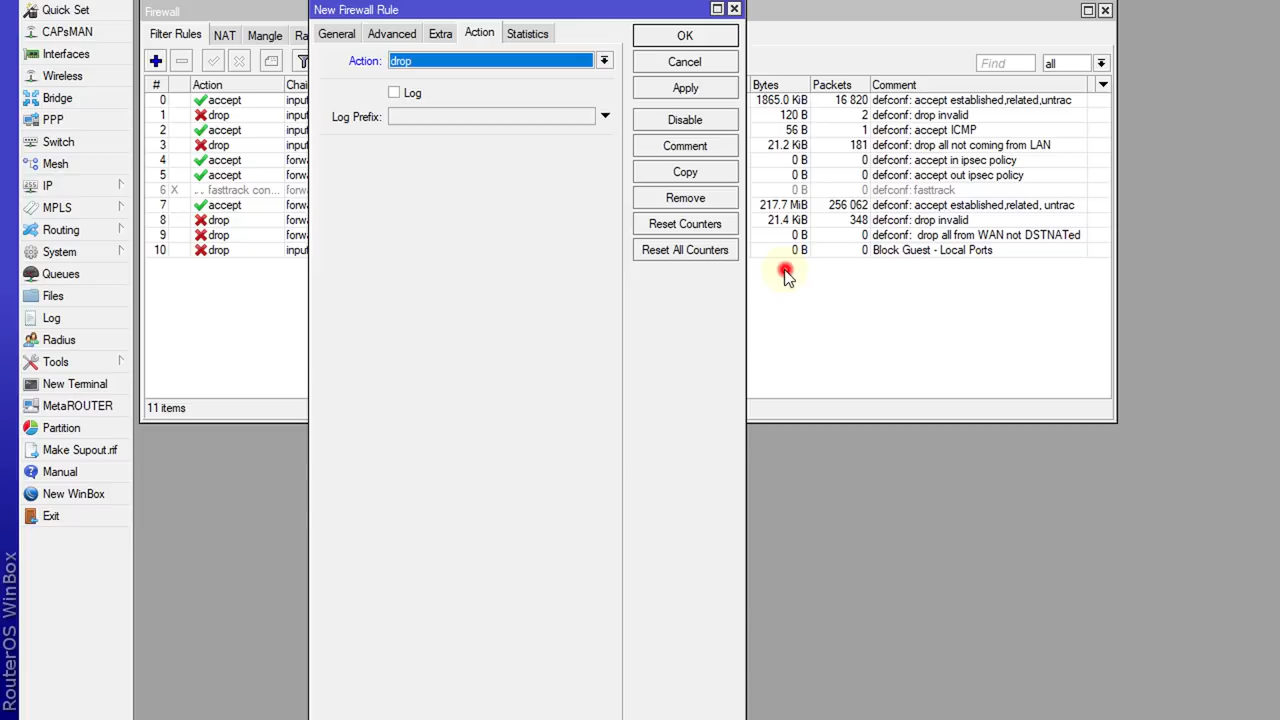 Quick Set
CAPsMAN
Interfaces
Wireless
Bridge
PPP
Switch
Mesh
IP
MPLS
Routing
System
Queues
Files
Log
Radius
Tools
New Terminal
MetaROUTER
Partition
Make Supout.rif
Manual
New WinBox
Exit
RouterOS WinBox
Firewall
Filter Rules NAT Mangle Ra
Find all
# Action Chai Bytes Packets Comment
0 accept input 1865.0 KiB 16 820 defconf: accept established,related,untrac
1 drop input 120 B 2 defconf: drop invalid
2 accept input 56 B 1 defconf: accept ICMP
3 drop input 21.2 KiB 181 defconf: drop all not coming from LAN
4 accept forw 0 B 0 defconf: accept in ipsec policy
5 accept forw 0 B 0 defconf: accept out ipsec policy
6 X fasttrack con... forw 0 B 0 defconf: fasttrack
7 accept forw 217.7 MiB 256 062 defconf: accept established,related, untrac
8 drop forw 21.4 KiB 348 defconf: drop invalid
9 drop forw 0 B 0 defconf: drop all from WAN not DSTNATed
10 drop input 0 B 0 Block Guest - Local Ports
11 items
New Firewall Rule
General Advanced Extra Action Statistics
Action: drop
Log
Log Prefix:
OK
Cancel
Apply
Disable
Comment
Copy
Remove
Reset Counters
Reset All Counters